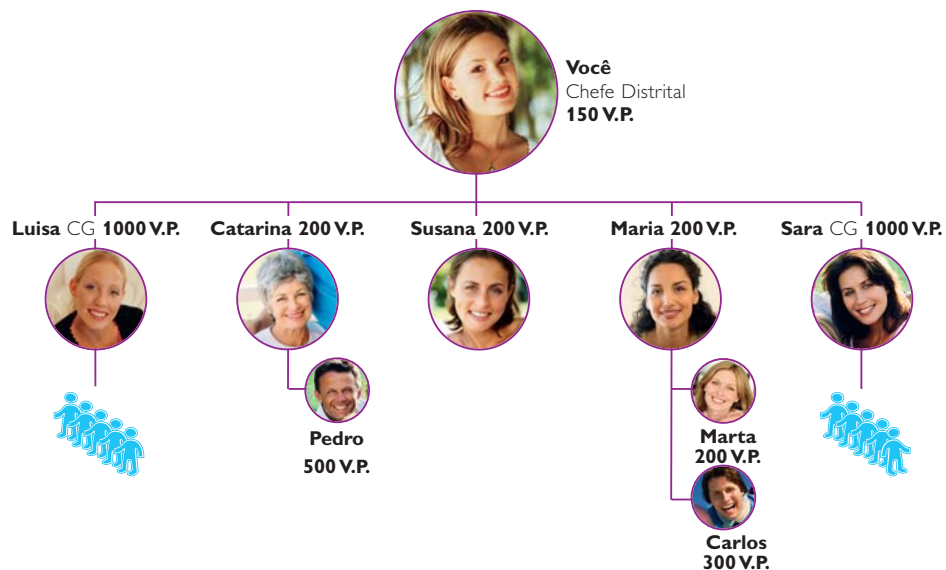 Você
Chefe Distrital
150 V.P.
Luisa CG 1000 V.P.
Catarina 200 V.P.
Susana 200 V.P.
Maria 200 V.P.
Sara CG 1000 V.P.
Pedro
500 V.P.
Marta
200 V.P.
Carlos
300 V.P.